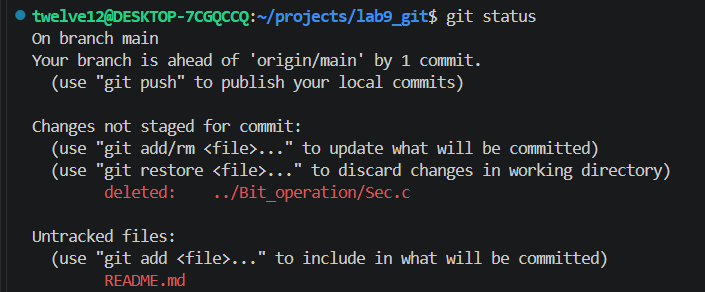 twelve12@DESKTOP-7CGQCCQ:~/projects/lab9_git$ git status
On branch main
Your branch is ahead of 'origin/main' by 1 commit.
  (use "git push" to publish your local commits)

Changes not staged for commit:
  (use "git add/rm <file>..." to update what will be committed)
  (use "git restore <file>..." to discard changes in working directory)
        deleted:    ../Bit_operation/Sec.c

Untracked files:
  (use "git add <file>..." to include in what will be committed)
        README.md